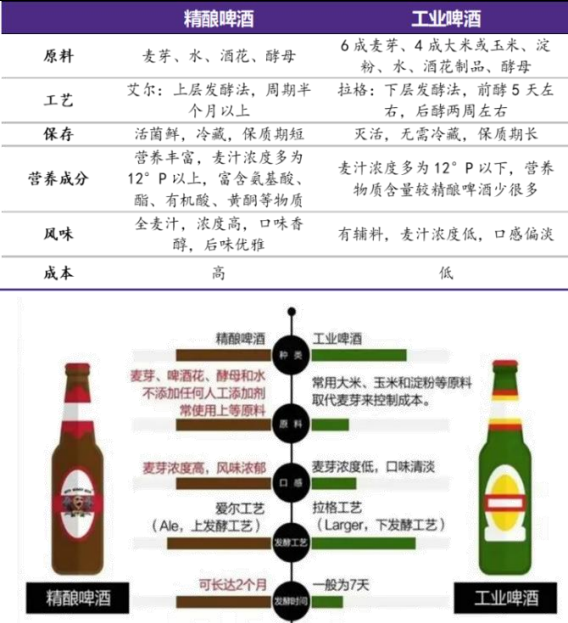 精酿啤酒
工业啤酒
原料
麦芽、水、酒花、酵母
6 成麦芽、4 成大米或玉米、淀
粉、水、酒花制品、酵母
工艺
艾尔：上层发酵法，周期半
个月以上
拉格：下层发酵法，前酵 5 天左
右，后酵两周左右
保存
活菌鲜，冷藏，保质期短
灭活，无需冷藏，保质期长
营养成分
营养丰富，麦汁浓度多为
12°P 以上，富含氨基酸、
酯、有机酸、黄酮等物质
麦汁浓度多为 12°P 以下，营养
物质含量较精酿啤酒少很多
风味
全麦汁，浓度高，口味香
醇，后味优雅
有辅料，麦汁浓度低，口感偏淡
成本
高
低
精酿啤酒
种 类
工业啤酒
麦芽、啤酒花、酵母和水
不添加任何人工添加剂
常使用上等原料
原 料
常用大米、玉米和淀粉等原料
取代麦芽来控制成本。
麦芽浓度高，风味浓郁
口 感
麦芽浓度低，口味清淡
爱尔工艺
（Ale，上发酵工艺）
发酵工艺
拉格工艺
（Larger，下发酵工艺）
可长达2个月
发酵时间
一般为7天
精酿啤酒
工业啤酒